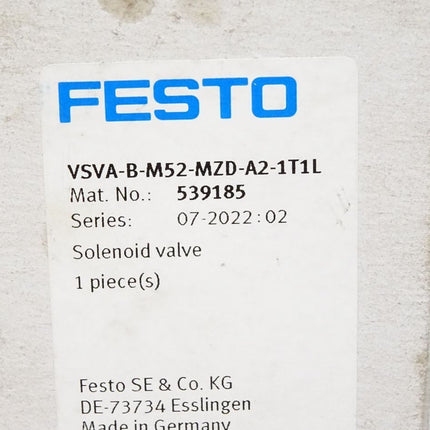 FESTO
VSVA-B-M52-MZD-A2-1T1L
Mat. No.: 539185
Series: 07-2022:02
Solenoid valve
1 piece(s)
Festo SE & Co. KG
DE-73734 Esslingen
Made in Germany